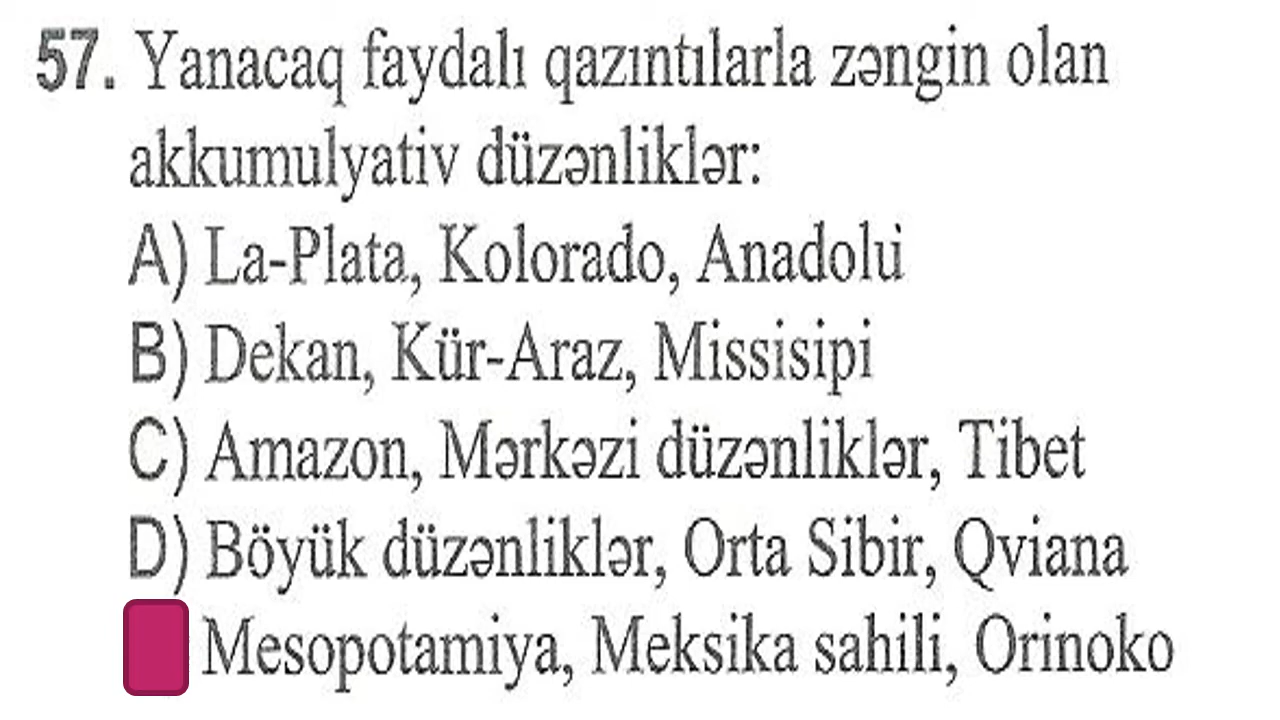 57. Yanacaq faydalı qazıntılarla zəngin olan
akkumulyativ düzənliklər:
A) La-Plata, Kolorado, Anadolu
B) Dekan, Kür-Araz, Missisipi
C) Amazon, Mərkəzi düzənliklər, Tibet
D) Böyük düzənliklər, Orta Sibir, Qviana
Mesopotamiya, Meksika sahili, Orinoko